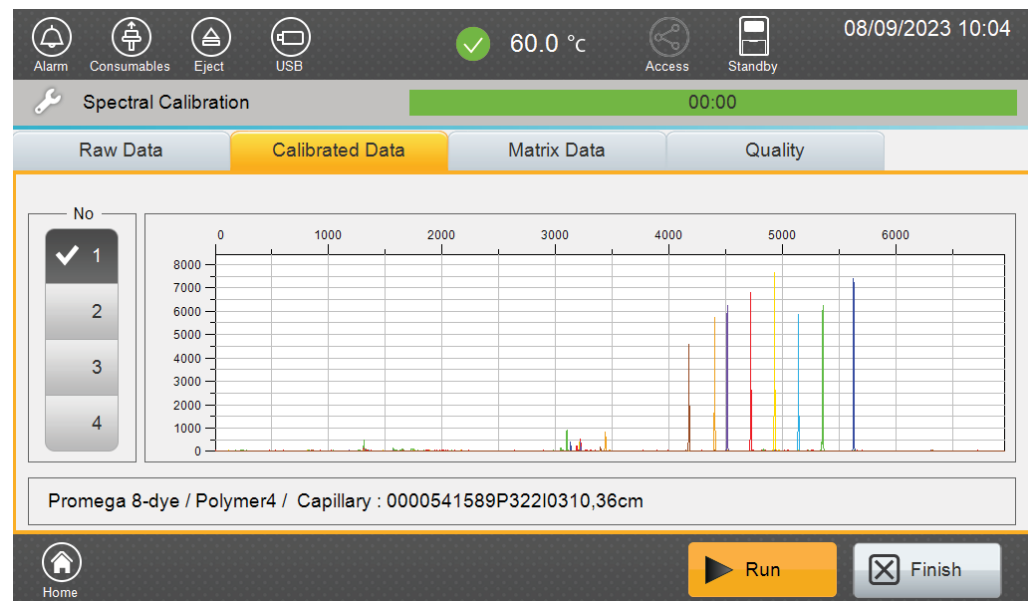 Alarm Consumables Eject USB 60.0 °c Access Standby 08/09/2023 10:04
Spectral Calibration 00:00
Raw Data Calibrated Data Matrix Data Quality
No
1
2
3
4
0 1000 2000 3000 4000 5000 6000
8000
7000
6000
5000
4000
3000
2000
1000
0
Promega 8-dye / Polymer4 / Capillary : 0000541589P322I0310,36cm
Home Run Finish